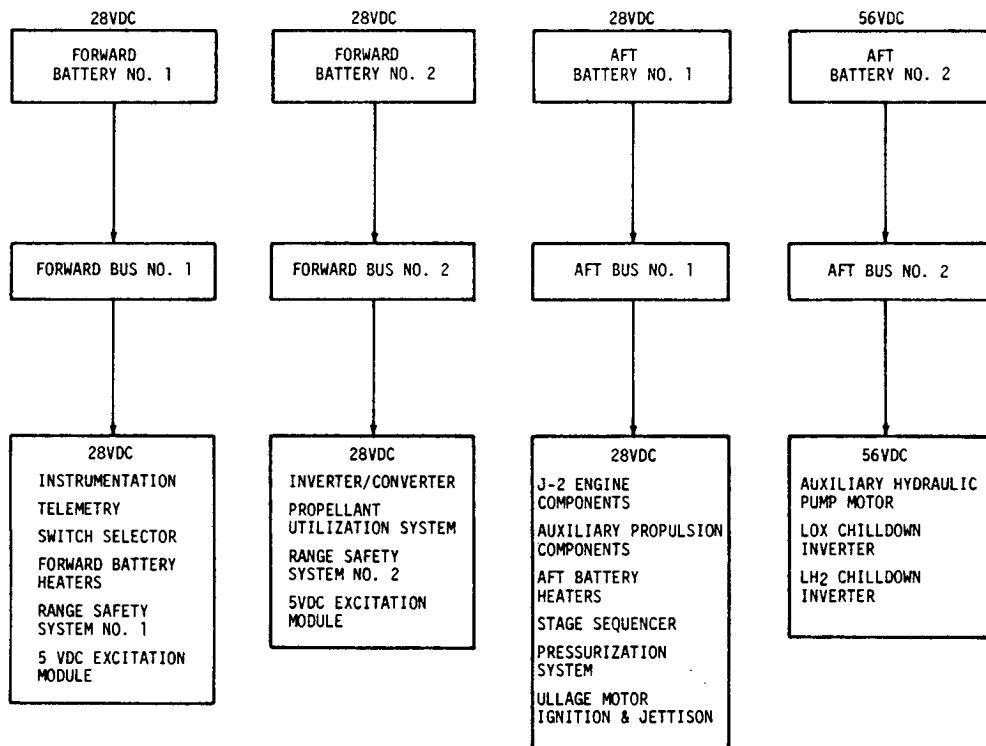 28VDC
FORWARD
BATTERY NO. 1
FORWARD BUS NO. 1
28VDC
INSTRUMENTATION
TELEMETRY
SWITCH SELECTOR
FORWARD BATTERY
HEATERS
RANGE SAFETY
SYSTEM NO. 1
5 VDC EXCITATION
MODULE
28VDC
FORWARD
BATTERY NO. 2
FORWARD BUS NO. 2
28VDC
INVERTER/CONVERTER
PROPELLANT
UTILIZATION SYSTEM
RANGE SAFETY
SYSTEM NO. 2
5VDC EXCITATION
MODULE
28VDC
AFT
BATTERY NO. 1
AFT BUS NO. 1
28VDC
J-2 ENGINE
COMPONENTS
AUXILIARY PROPULSION
COMPONENTS
AFT BATTERY
HEATERS
STAGE SEQUENCER
PRESSURIZATION
SYSTEM
ULLAGE MOTOR
IGNITION & JETTISON
56VDC
AFT
BATTERY NO. 2
AFT BUS NO. 2
56VDC
AUXILIARY HYDRAULIC
PUMP MOTOR
LOX CHILLDOWN
INVERTER
LH2 CHILLDOWN
INVERTER